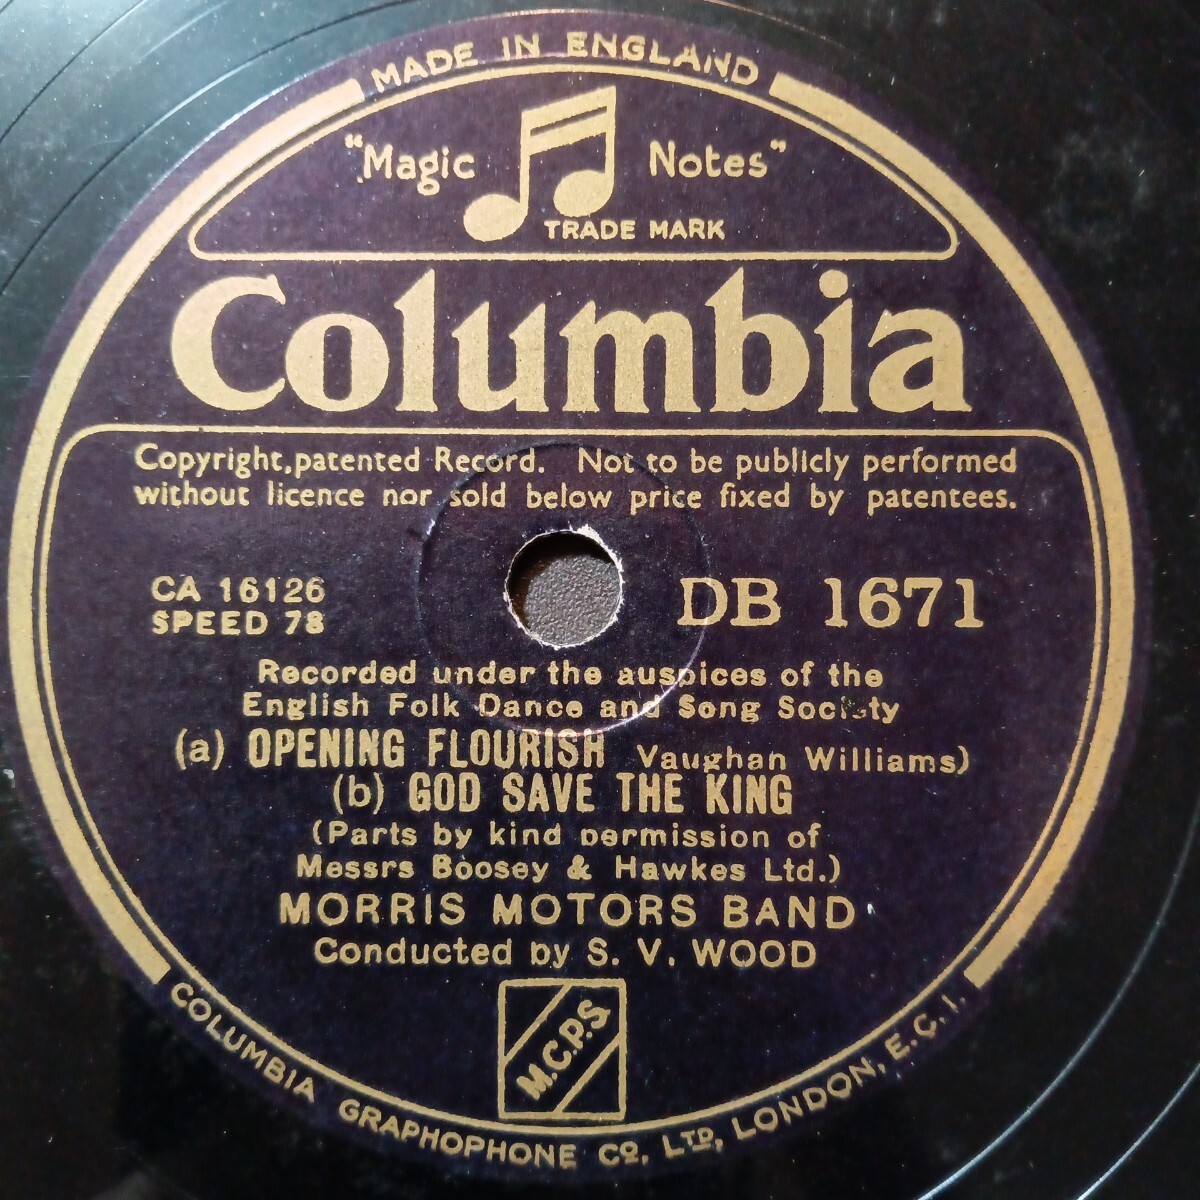 MADE IN ENGLAND
"Magic Notes"
TRADE MARK
Columbia
Copyright, patented Record. Not to be publicly performed
without licence nor sold below price fixed by patentees.
CA 16126
SPEED 78
DB 1671
Recorded under the auspices of the
English Folk Dance and Song Society
(a) OPENING FLOURISH Vaughan Williams)
(b) GOD SAVE THE KING
(Parts by kind permission of
Messrs Boosey & Hawkes Ltd.)
MORRIS MOTORS BAND
Conducted by S. V. WOOD
M.C.P.S
COLUMBIA GRAPHOPHONE CO. LTD, LONDON, E.C.1.